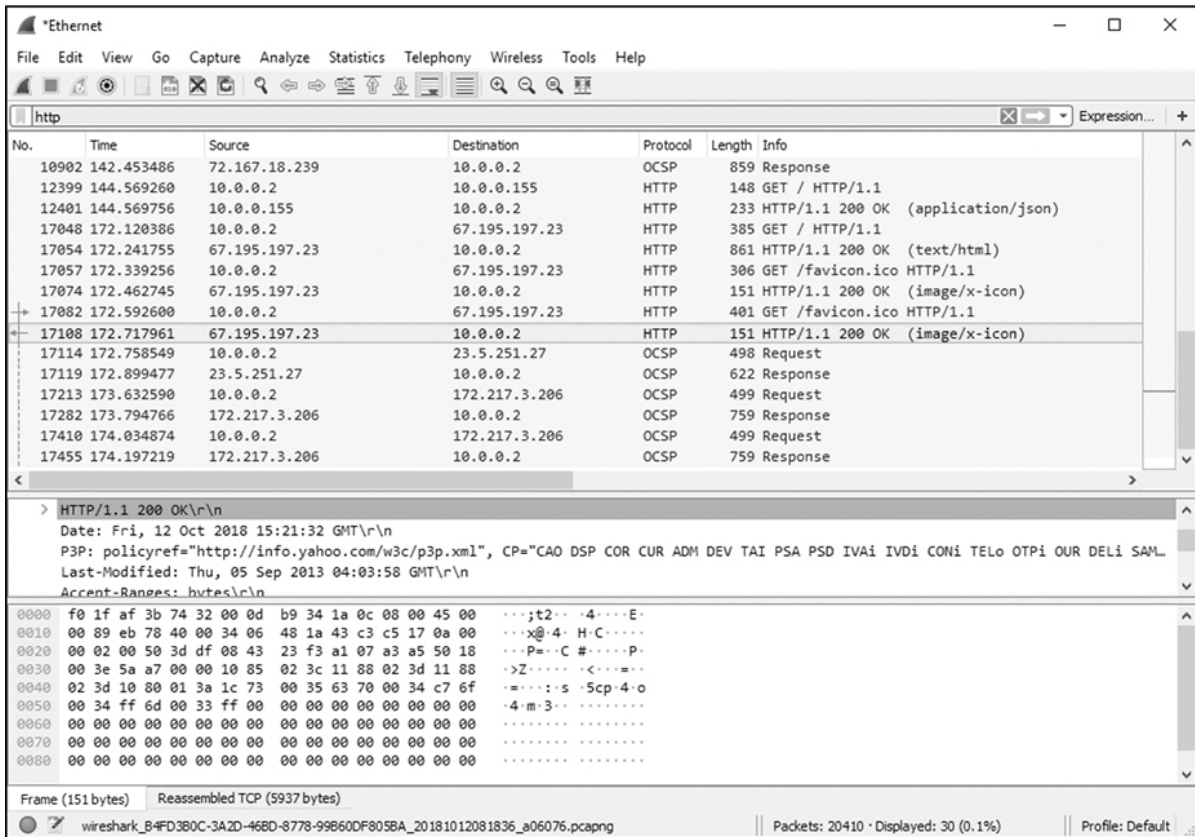 *Ethernet
File Edit View Go Capture Analyze Statistics Telephony Wireless Tools Help
http Expression... +
No. Time Source Destination Protocol Length Info
10902 142.453486 72.167.18.239 10.0.0.2 OCSP 859 Response
12399 144.569260 10.0.0.2 10.0.0.155 HTTP 148 GET / HTTP/1.1
12401 144.569756 10.0.0.155 10.0.0.2 HTTP 233 HTTP/1.1 200 OK (application/json)
17048 172.120386 10.0.0.2 67.195.197.23 HTTP 385 GET / HTTP/1.1
17054 172.241755 67.195.197.23 10.0.0.2 HTTP 861 HTTP/1.1 200 OK (text/html)
17057 172.339256 10.0.0.2 67.195.197.23 HTTP 306 GET /favicon.ico HTTP/1.1
17074 172.462745 67.195.197.23 10.0.0.2 HTTP 151 HTTP/1.1 200 OK (image/x-icon)
17082 172.592600 10.0.0.2 67.195.197.23 HTTP 401 GET /favicon.ico HTTP/1.1
17108 172.717961 67.195.197.23 10.0.0.2 HTTP 151 HTTP/1.1 200 OK (image/x-icon)
17114 172.758549 10.0.0.2 23.5.251.27 OCSP 498 Request
17119 172.899477 23.5.251.27 10.0.0.2 OCSP 622 Response
17213 173.632590 10.0.0.2 172.217.3.206 OCSP 499 Request
17282 173.794766 172.217.3.206 10.0.0.2 OCSP 759 Response
17410 174.034874 10.0.0.2 172.217.3.206 OCSP 499 Request
17455 174.197219 172.217.3.206 10.0.0.2 OCSP 759 Response
> HTTP/1.1 200 OK\r\n
Date: Fri, 12 Oct 2018 15:21:32 GMT\r\n
P3P: policyref="http://info.yahoo.com/w3c/p3p.xml", CP="CAO DSP COR CUR ADM DEV TAI PSA PSD IVAi IVDi CONi TELo OTPi OUR DELi SAM…
Last-Modified: Thu, 05 Sep 2013 04:03:58 GMT\r\n
Accept-Ranges: bytes\r\n
0000 f0 1f af 3b 74 32 00 0d b9 34 1a 0c 08 00 45 00 ···;t2·· ·4····E·
0010 00 89 eb 78 40 00 34 06 48 1a 43 c3 c5 17 0a 00 ···x@·4· H·C·····
0020 00 02 00 50 3d df 08 43 23 f3 a1 07 a3 a5 50 18 ···P=··C #·····P·
0030 00 3e 5a a7 00 00 10 85 02 3c 11 88 02 3d 11 88 ·>Z····· ·<···=··
0040 02 3d 10 80 01 3a 1c 73 00 35 63 70 00 34 c7 6f ·=···:·s ·5cp·4·o
0050 00 34 ff 6d 00 33 ff 00 00 00 00 00 00 00 00 00 ·4·m·3·· ········
0060 00 00 00 00 00 00 00 00 00 00 00 00 00 00 00 00 ········ ········
0070 00 00 00 00 00 00 00 00 00 00 00 00 00 00 00 00 ········ ········
0080 00 00 00 00 00 00 00 00 00 00 00 00 00 00 00 00 ········ ········
Frame (151 bytes) Reassembled TCP (5937 bytes)
wireshark_B4FD3B0C-3A2D-46BD-8778-99B60DF805BA_20181012081836_a06076.pcapng Packets: 20410 · Displayed: 30 (0.1%) Profile: Default